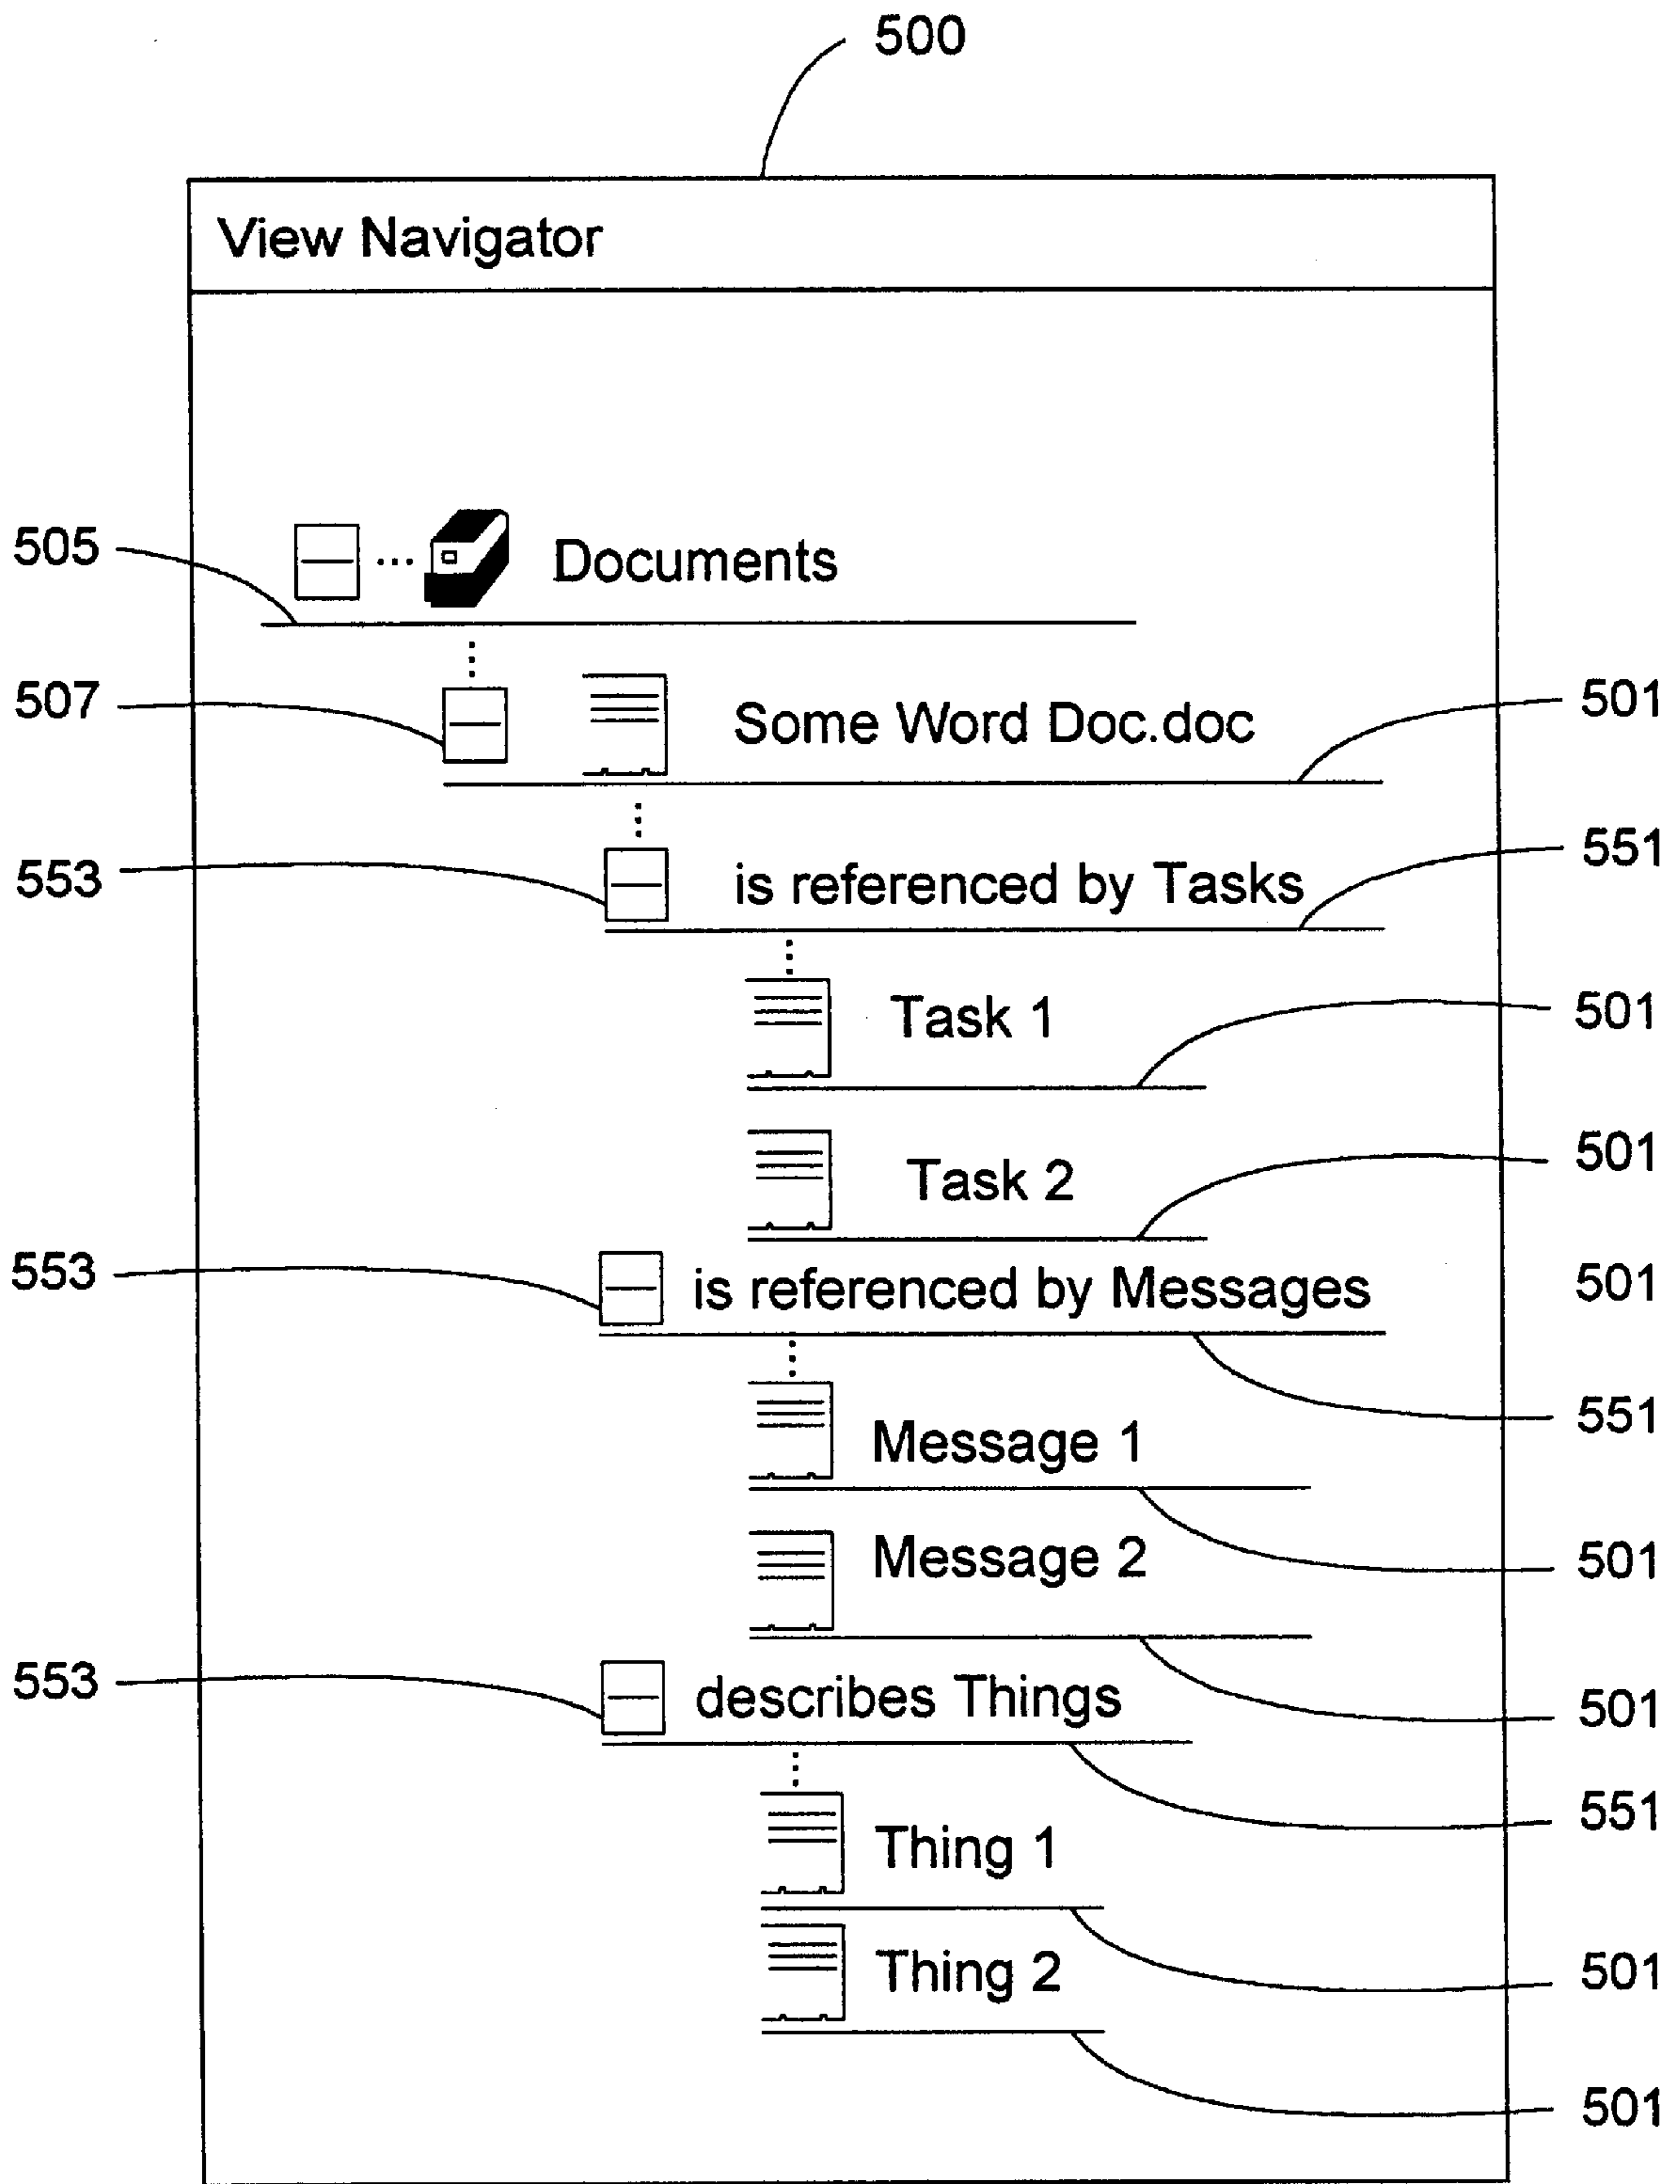 500
View Navigator
505
Documents
507
Some Word Doc.doc
501
553
is referenced by Tasks
551
Task 1
501
Task 2
501
553
is referenced by Messages
501
551
Message 1
501
Message 2
501
553
describes Things
551
Thing 1
501
Thing 2
501